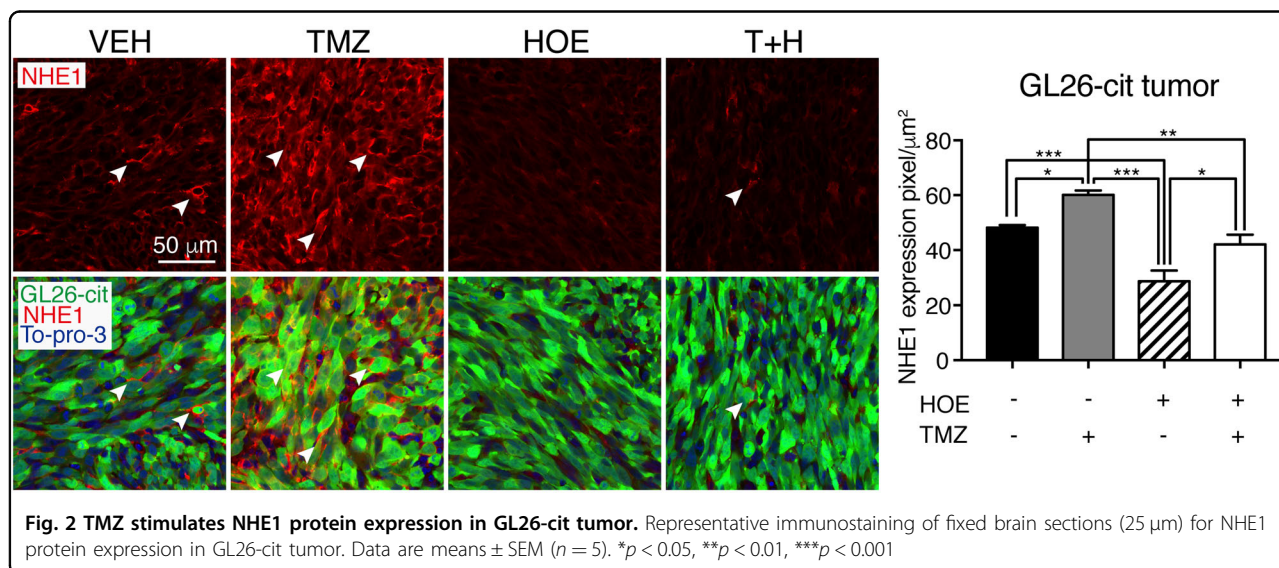 VEH TMZ HOE T+H
NHE1
50 μm
GL26-cit
NHE1
To-pro-3
GL26-cit tumor
NHE1 expression pixel/μm²
80
60
40
20
0
***
*
***
**
*
HOE - - + +
TMZ - + - +
Fig. 2 TMZ stimulates NHE1 protein expression in GL26-cit tumor. Representative immunostaining of fixed brain sections (25 μm) for NHE1
protein expression in GL26-cit tumor. Data are means ± SEM (n = 5). *p < 0.05, **p < 0.01, ***p < 0.001